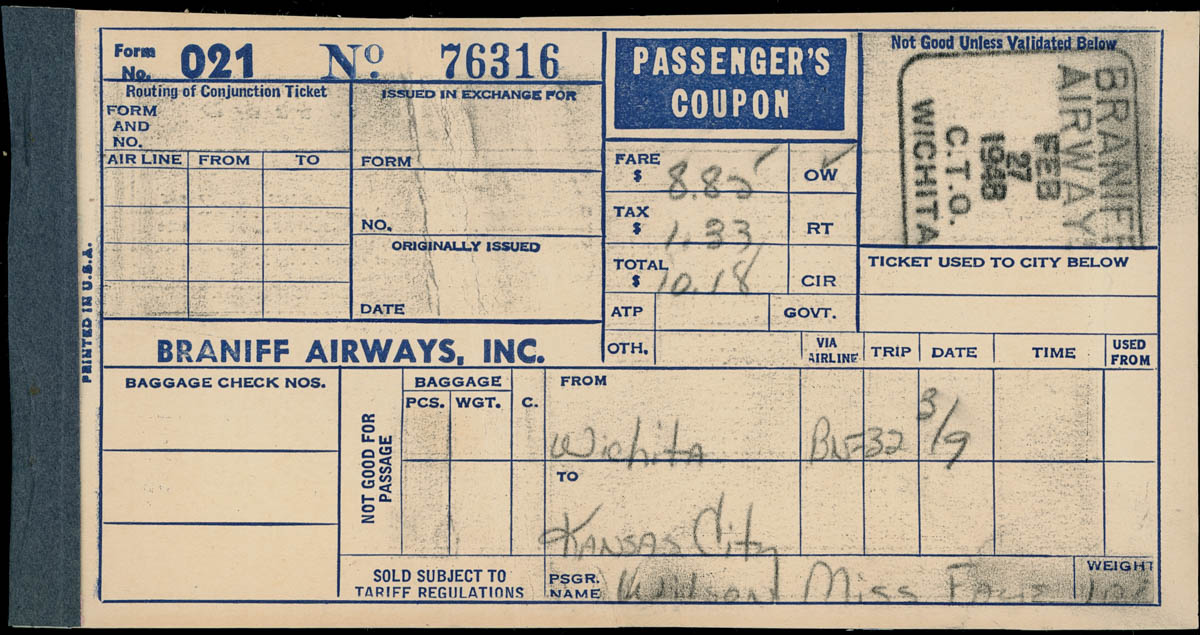 Form No. 021 No. 76316
Routing of Conjunction Ticket
FORM
AND
NO.
AIR LINE FROM TO
ISSUED IN EXCHANGE FOR
FORM
NO.
ORIGINALLY ISSUED
DATE
PASSENGER'S
COUPON
FARE $ 8.85 OW
TAX $ 1.33 RT
TOTAL $ 10.18 CIR
ATP GOVT.
OTH.
Not Good Unless Validated Below
BRANIFF
AIRWAY
FEB
27
1948
C.T.O.
WICHITA
TICKET USED TO CITY BELOW
PRINTED IN U.S.A.
BRANIFF AIRWAYS, INC.
VIA AIRLINE TRIP DATE TIME USED FROM
BAGGAGE CHECK NOS.
NOT GOOD FOR
PASSAGE
BAGGAGE
PCS. WGT. C.
FROM
Wichita BNF-32 3/9
TO
Kansas City
SOLD SUBJECT TO
TARIFF REGULATIONS
PSGR. NAME Wilson Miss
WEIGHT